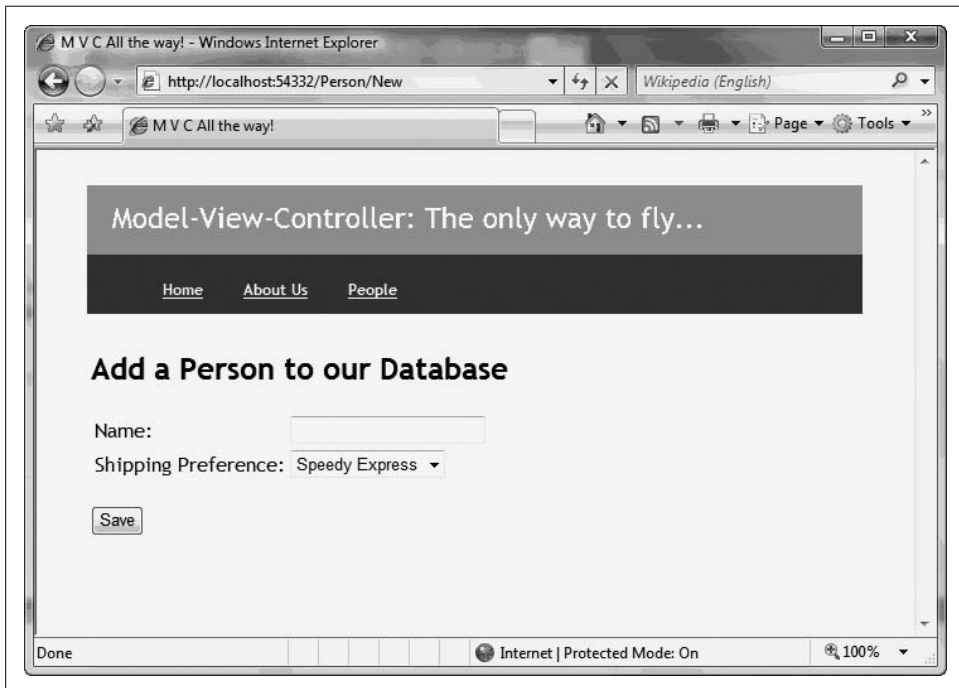 M V C All the way! - Windows Internet Explorer
http://localhost:54332/Person/New
Wikipedia (English)
M V C All the way!
Page
Tools
Model-View-Controller: The only way to fly...
Home About Us People
Add a Person to our Database
Name:
Shipping Preference: Speedy Express
Save
Done
Internet | Protected Mode: On
100%